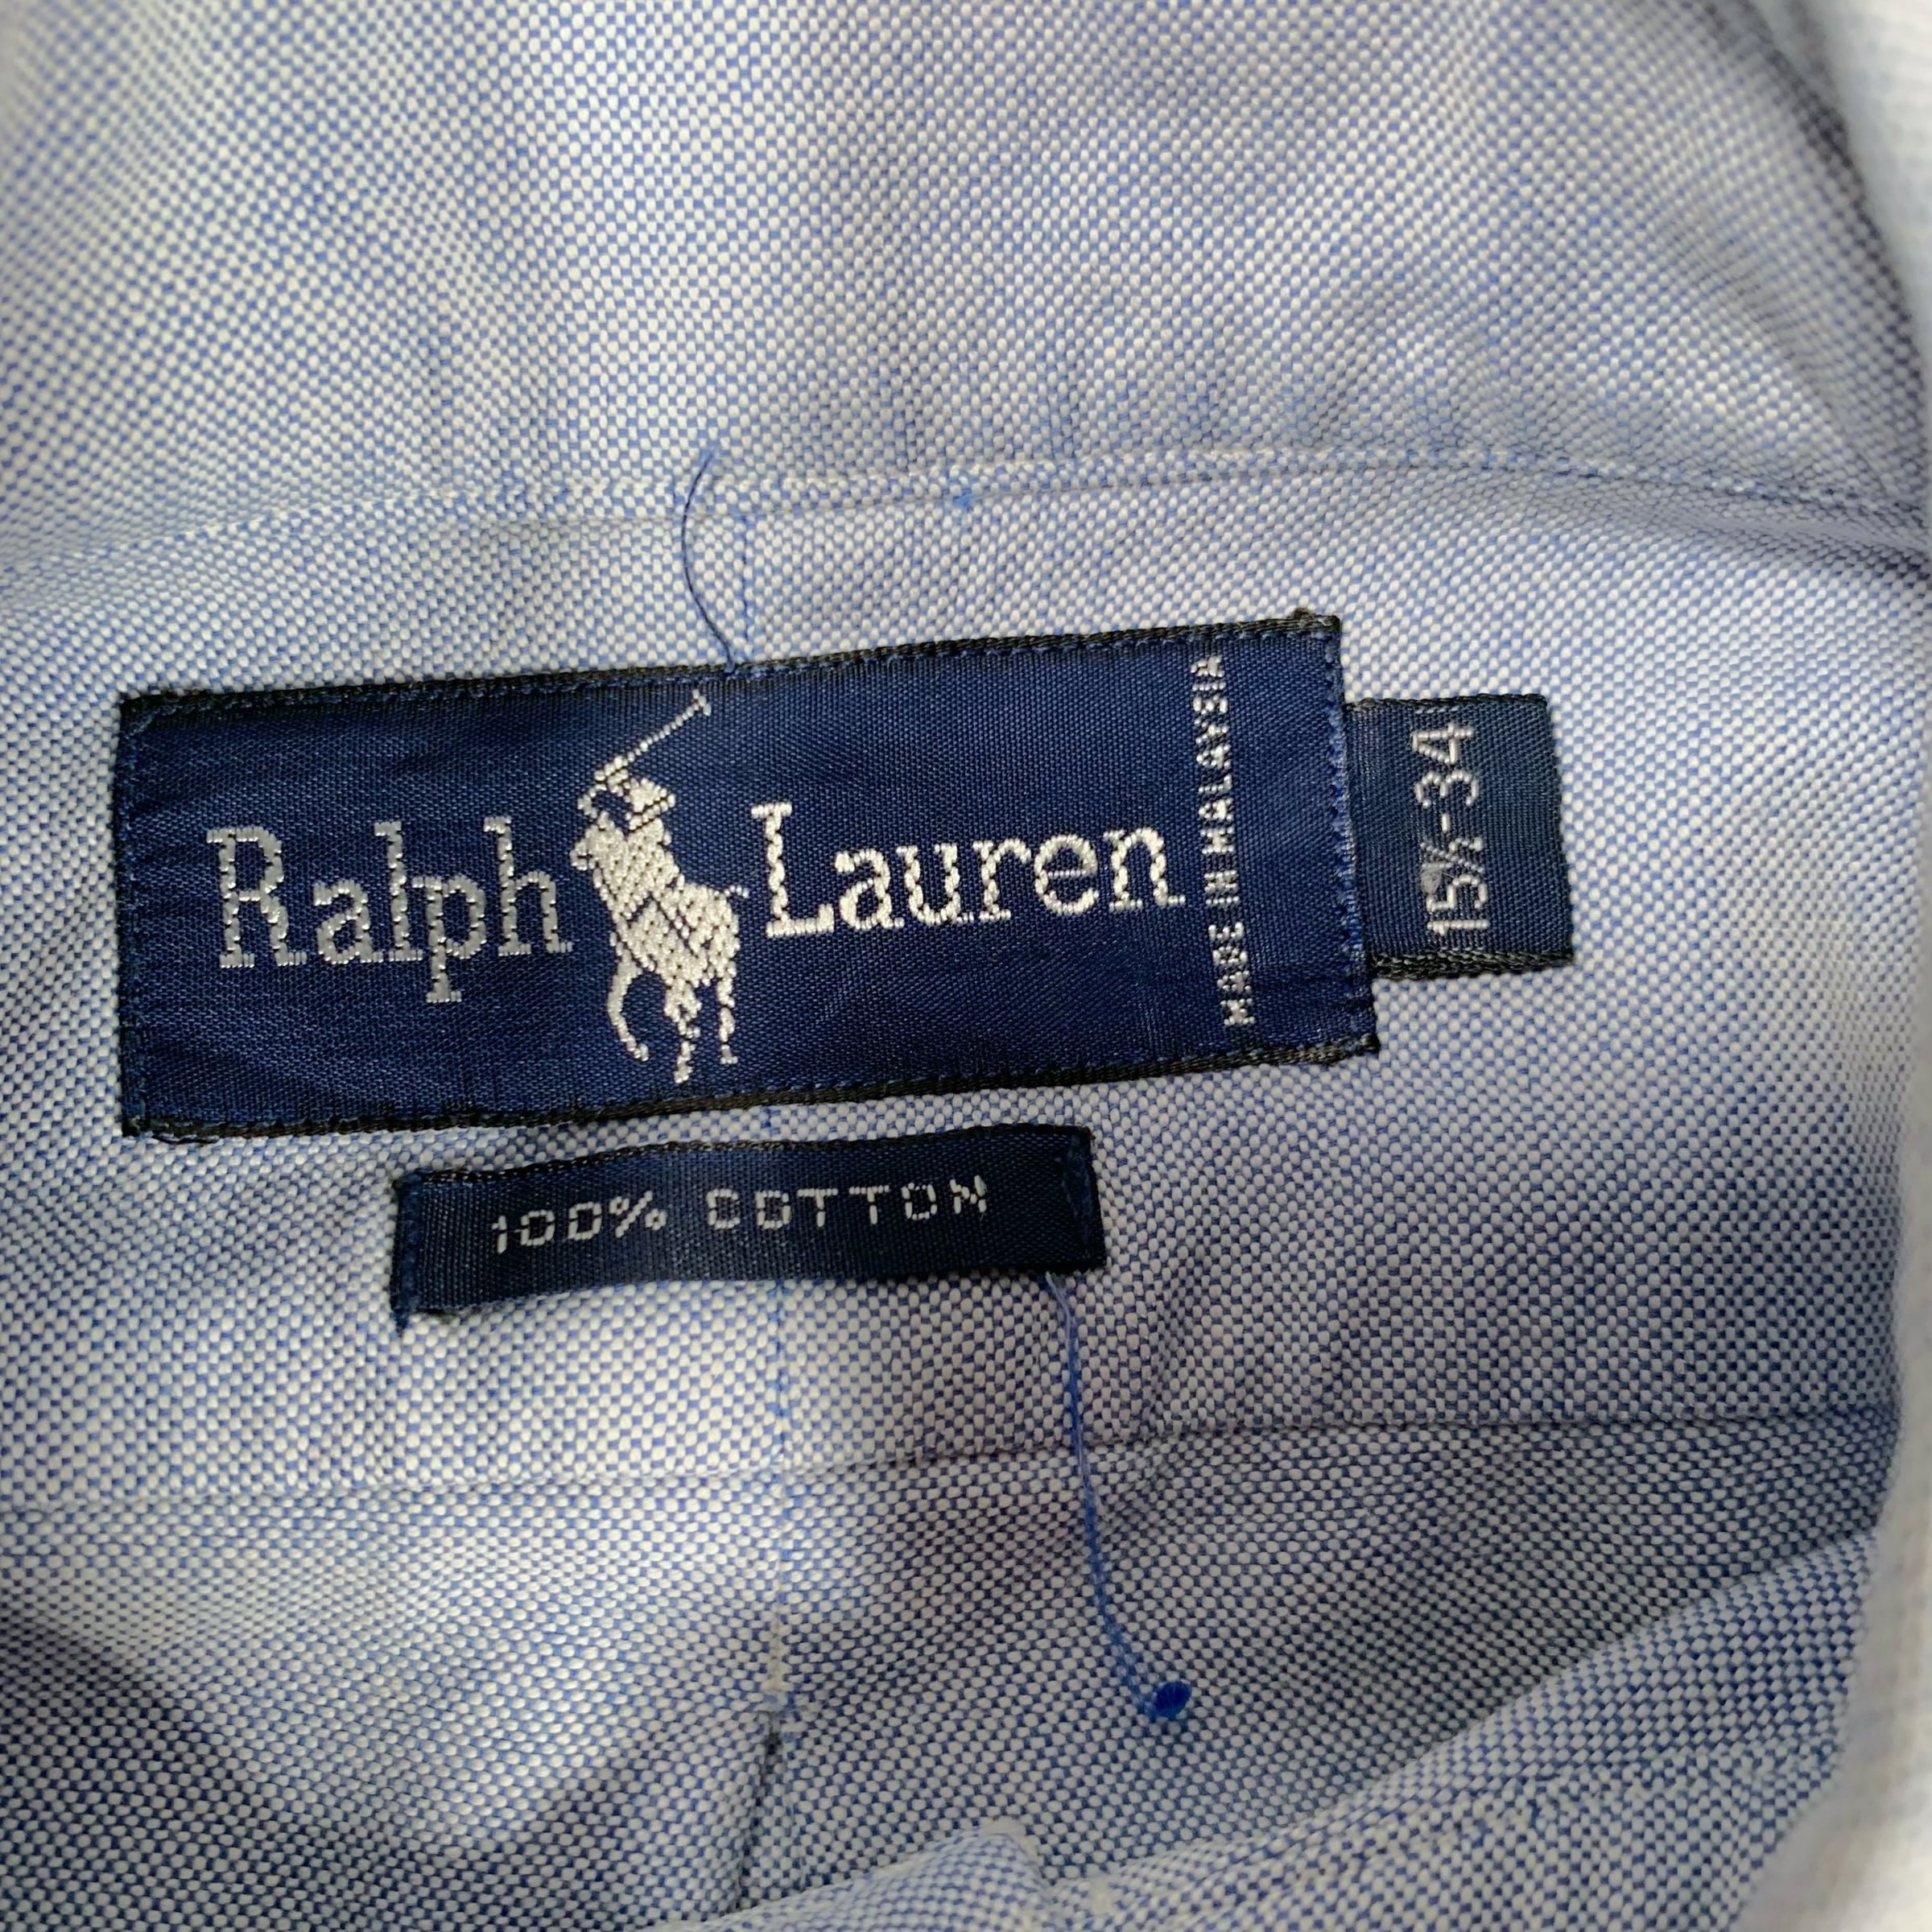 Ralph Lauren
MADE IN MALAYSIA
15½-34
100% COTTON